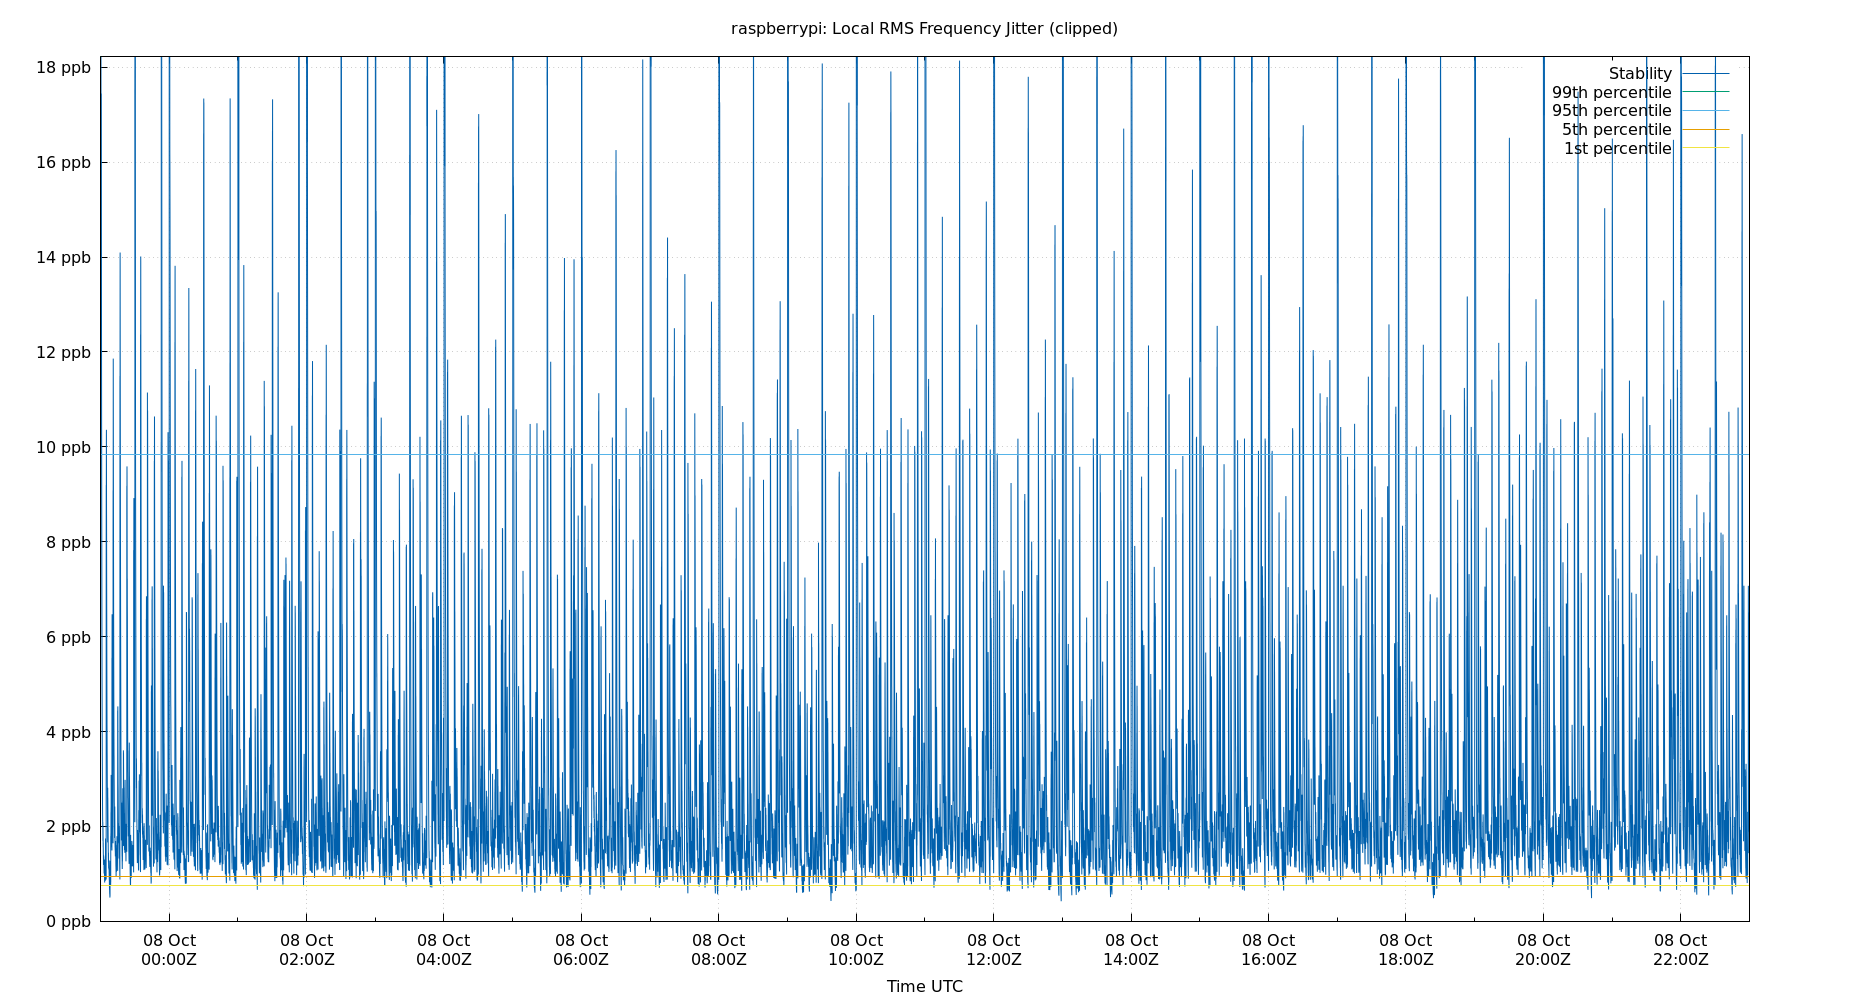 raspberrypi: Local RMS Frequency Jitter (clipped)
18 ppb
16 ppb
14 ppb
12 ppb
10 ppb
8 ppb
6 ppb
4 ppb
2 ppb
0 ppb
Stability
99th percentile
95th percentile
5th percentile
1st percentile
08 Oct
00:00Z
08 Oct
02:00Z
08 Oct
04:00Z
08 Oct
06:00Z
08 Oct
08:00Z
08 Oct
10:00Z
08 Oct
12:00Z
08 Oct
14:00Z
08 Oct
16:00Z
08 Oct
18:00Z
08 Oct
20:00Z
08 Oct
22:00Z
Time UTC